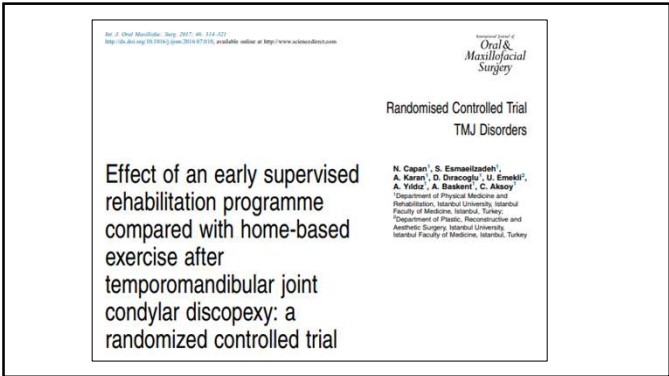 Int. J. Oral Maxillofac. Surg. 2017; 46: 314–321
http://dx.doi.org/10.1016/j.ijom.2016.07.010, available online at http://www.sciencedirect.com
International Journal of
Oral &
Maxillofacial
Surgery
Randomised Controlled Trial
TMJ Disorders
Effect of an early supervised
rehabilitation programme
compared with home-based
exercise after
temporomandibular joint
condylar discopexy: a
randomized controlled trial
N. Capan1, S. Esmaeilzadeh1,
A. Karan1, D. Dıracoglu1, U. Emekli2,
A. Yıldız1, A. Baskent1, C. Aksoy1
1Department of Physical Medicine and
Rehabilitation, Istanbul University, Istanbul
Faculty of Medicine, Istanbul, Turkey;
2Department of Plastic, Reconstructive and
Aesthetic Surgery, Istanbul University,
Istanbul Faculty of Medicine, Istanbul, Turkey